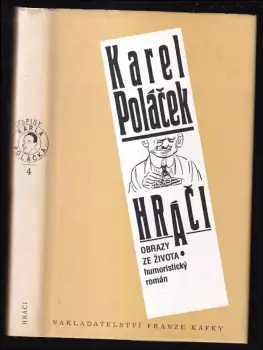 SPISY
KARLA
POLÁČKA
4
HRÁČI
Karel
Poláček
HRÁČI
OBRAZY
ZE ŽIVOTA •
humoristický
román
NAKLADATELSTVÍ FRANZE KAFKY